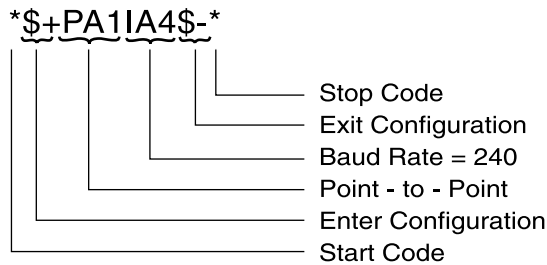 *$+PA1IA4$-*
Stop Code
Exit Configuration
Baud Rate = 240
Point - to - Point
Enter Configuration
Start Code